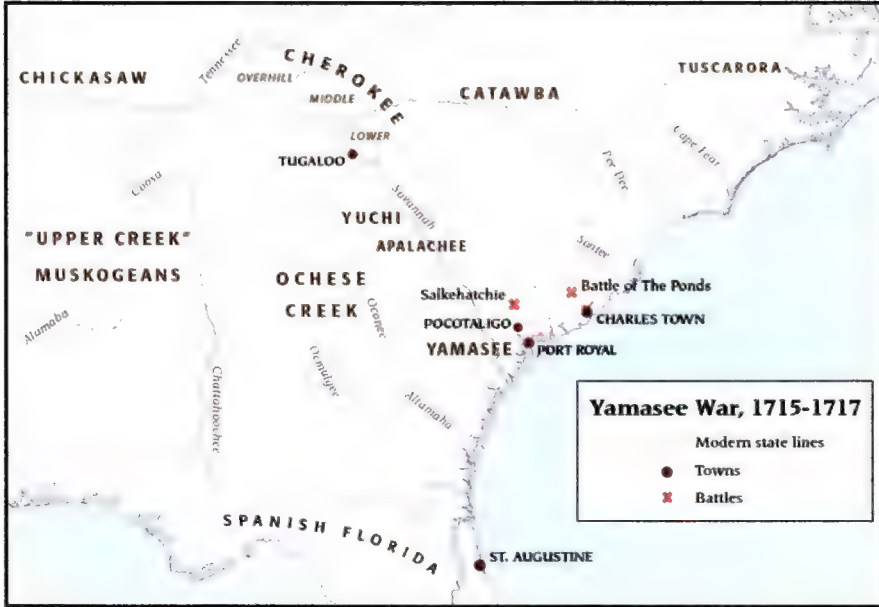 CHEROKEE
TUSCARORA
CHICKASAW
Tennessee
OVERHILL
MIDDLE
CATAWBA
LOWER
Cape Fear
TUGALOO
Pee Dee
Coosa
Savannah
YUCHI
"UPPER CREEK"
MUSKOGEANS
APALACHEE
Santee
OCHESE
CREEK
Salkehatchie
Battle of The Ponds
Oconee
POCOTALIGO
CHARLES TOWN
Alabama
YAMASEE
PORT ROYAL
Ocmulgee
Chattahoochee
Altamaha
Yamasee War, 1715-1717
Modern state lines
Towns
Battles
SPANISH FLORIDA
ST. AUGUSTINE